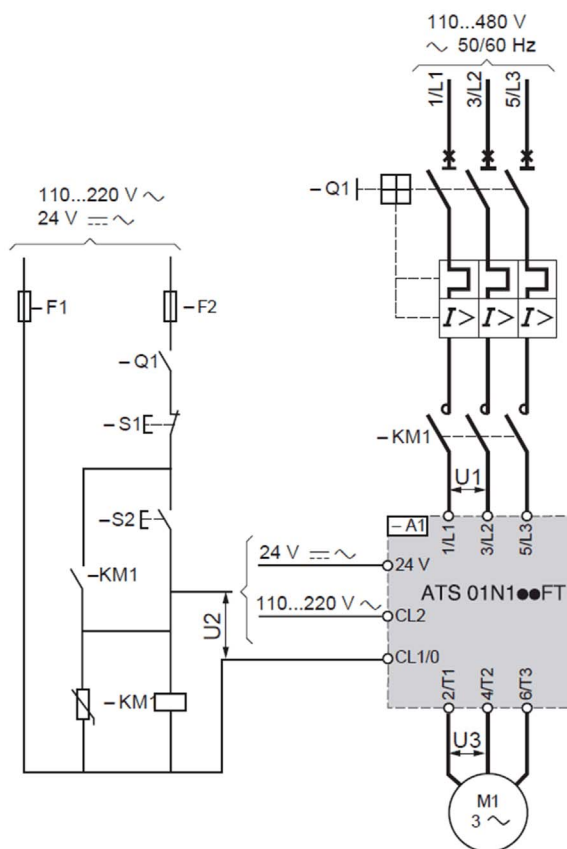 110...480 V
∼ 50/60 Hz
1/L1
3/L2
5/L3
–Q1
110...220 V ∼
24 V ⎓ ∼
–F1
–F2
I>
I>
I>
–Q1
–S1
–KM1
U1
–A1
1/L1
3/L2
5/L3
–S2
24 V ⎓ ∼
24 V
ATS 01N1●●FT
–KM1
110...220 V ∼
CL2
U2
CL1/0
2/T1
4/T2
6/T3
–KM1
U3
M1
3 ∼